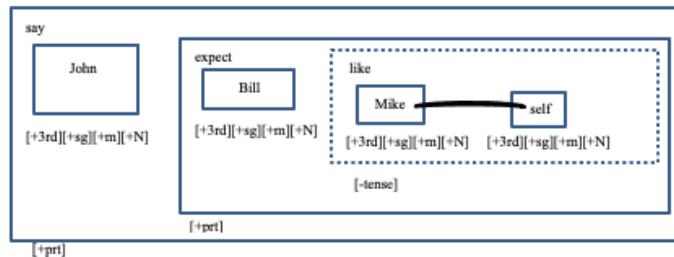 say
John
[+3rd][+sg][+m][+N]
expect
Bill
[+3rd][+sg][+m][+N]
like
Mike
self
[+3rd][+sg][+m][+N] [+3rd][+sg][+m][+N]
[-tense]
[+prt]
[+prt]